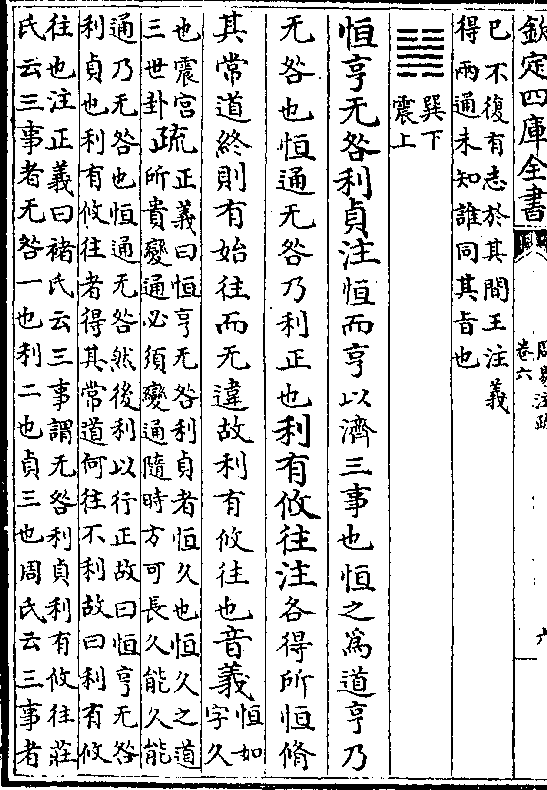 欽定四庫全書
周易注疏
卷六
已不復有志於其間王注義
得兩通未知誰同其旨也
䷟
巽下
震上
恒亨无咎利貞注恒而亨以濟三事也恒之爲道亨乃
无咎也恒通无咎乃利正也利有攸往注各得所恒脩
其常道終則有始往而无違故利有攸往也音義
恒如
字久
也震宮
三世卦
疏
正義曰恒亨无咎利貞者恒久也恒久之道
所貴變通必須變通隨時方可長久能久能
通乃无咎也恒通无咎然後利以行正故曰恒亨无咎
利貞也利有攸往者得其常道何往不利故曰利有攸
往也注正義曰褚氏云三事謂无咎利貞利有攸往莊
氏云三事者无咎一也利二也貞三也周氏云三事者